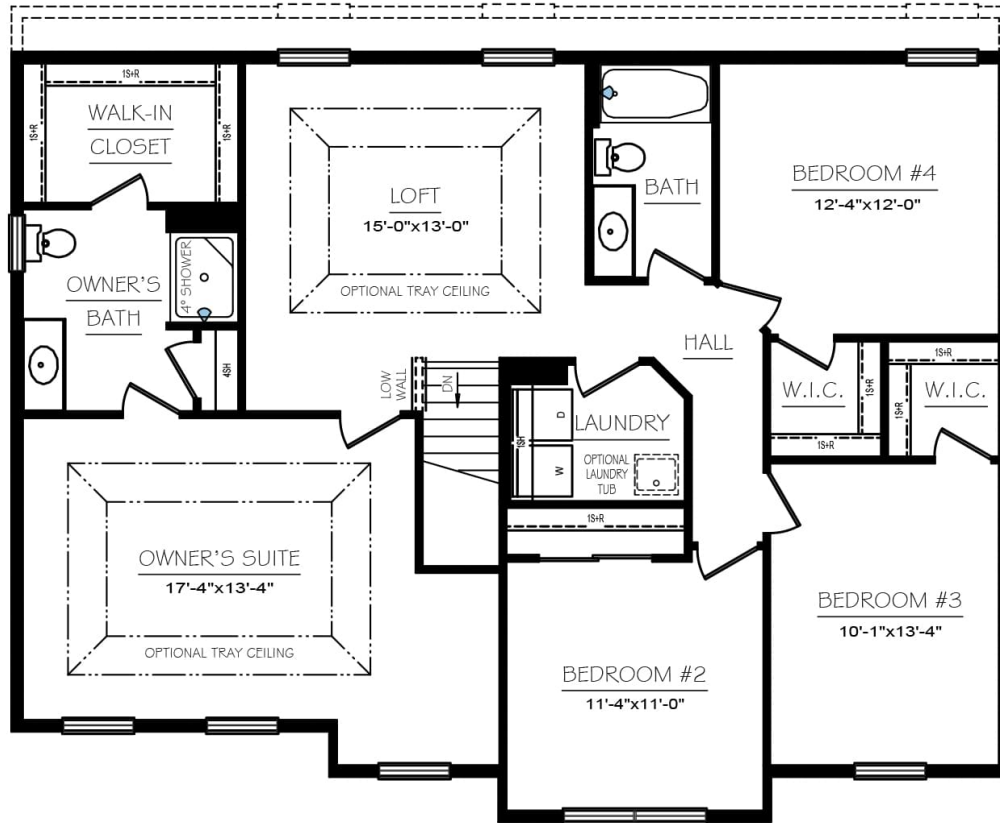 1S+R
1S+R
1S+R
WALK-IN
CLOSET
LOFT
15'-0"x13'-0"
OPTIONAL TRAY CEILING
BATH
BEDROOM #4
12'-4"x12'-0"
OWNER'S
BATH
4° SHOWER
4SH
HALL
LOW
WALL
DN
LAUNDRY
D
W
1SH
OPTIONAL
LAUNDRY
TUB
1S+R
W.I.C.
1S+R
1S+R
W.I.C.
1S+R
1S+R
OWNER'S SUITE
17'-4"x13'-4"
OPTIONAL TRAY CEILING
BEDROOM #2
11'-4"x11'-0"
BEDROOM #3
10'-1"x13'-4"